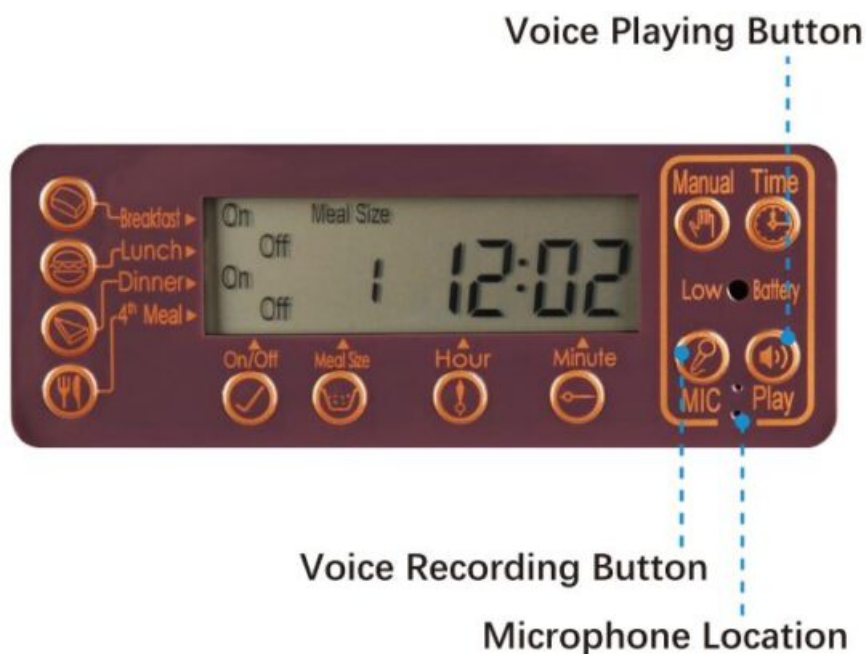 Voice Playing Button
Manual Time
Breakfast
Lunch
Dinner
4th Meal
On Meal Size
Off
On
Off
1 12:02
Low Battery
On/Off Meal Size Hour Minute
MIC Play
Voice Recording Button
Microphone Location